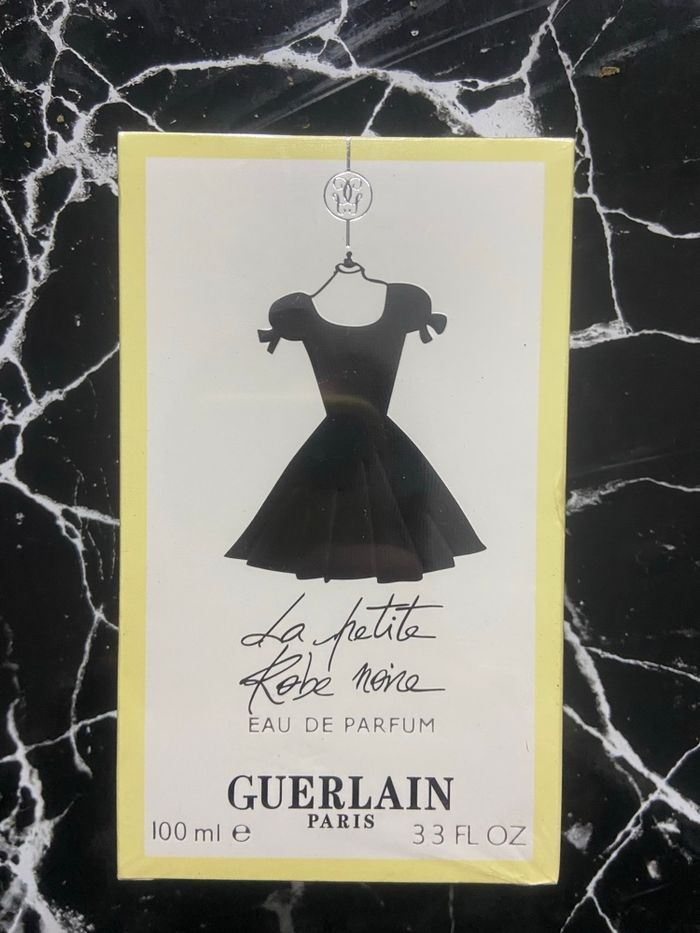 La petite
Robe noire
EAU DE PARFUM
GUERLAIN
PARIS
100 ml e 3.3 FL OZ